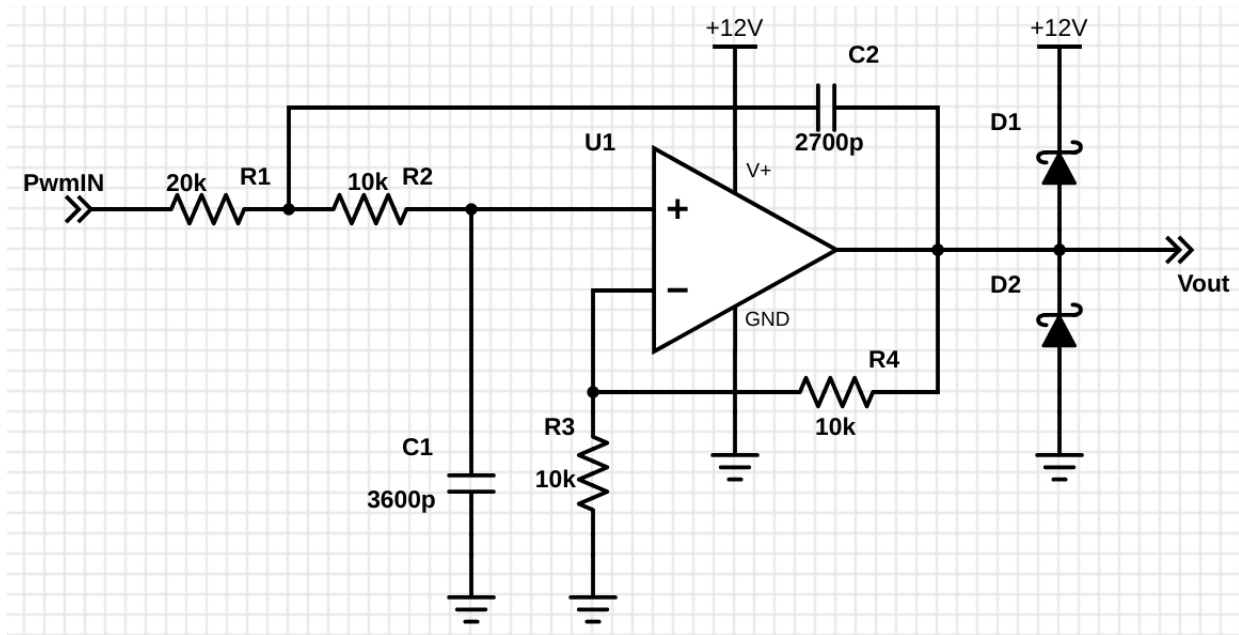 +12V
+12V
C2
D1
U1
2700p
PwmIN
20k
R1
10k
R2
V+
+
−
D2
Vout
GND
R4
10k
R3
10k
C1
3600p